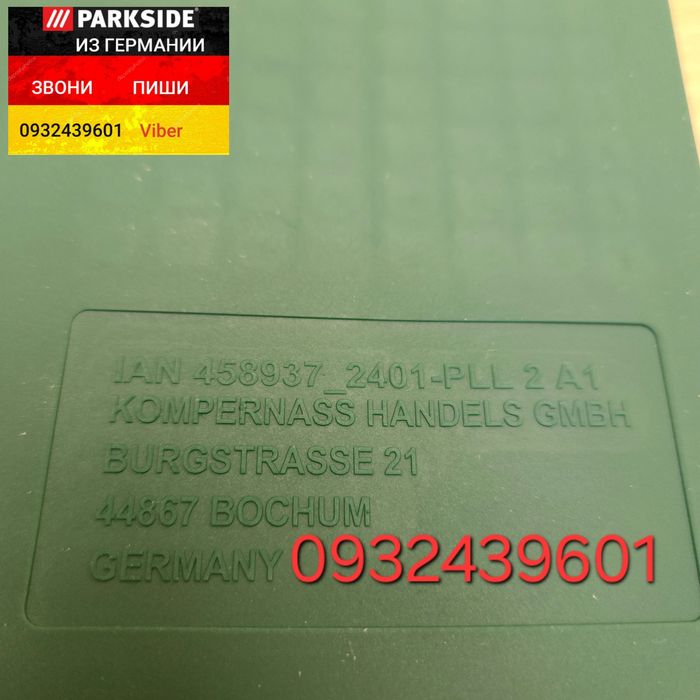 PARKSIDE
ИЗ ГЕРМАНИИ
ЗВОНИ ПИШИ
0932439601 Viber
IAN 458937_2401-PLL 2 A1
KOMPERNASS HANDELS GMBH
BURGSTRASSE 21
44867 BOCHUM
GERMANY 0932439601